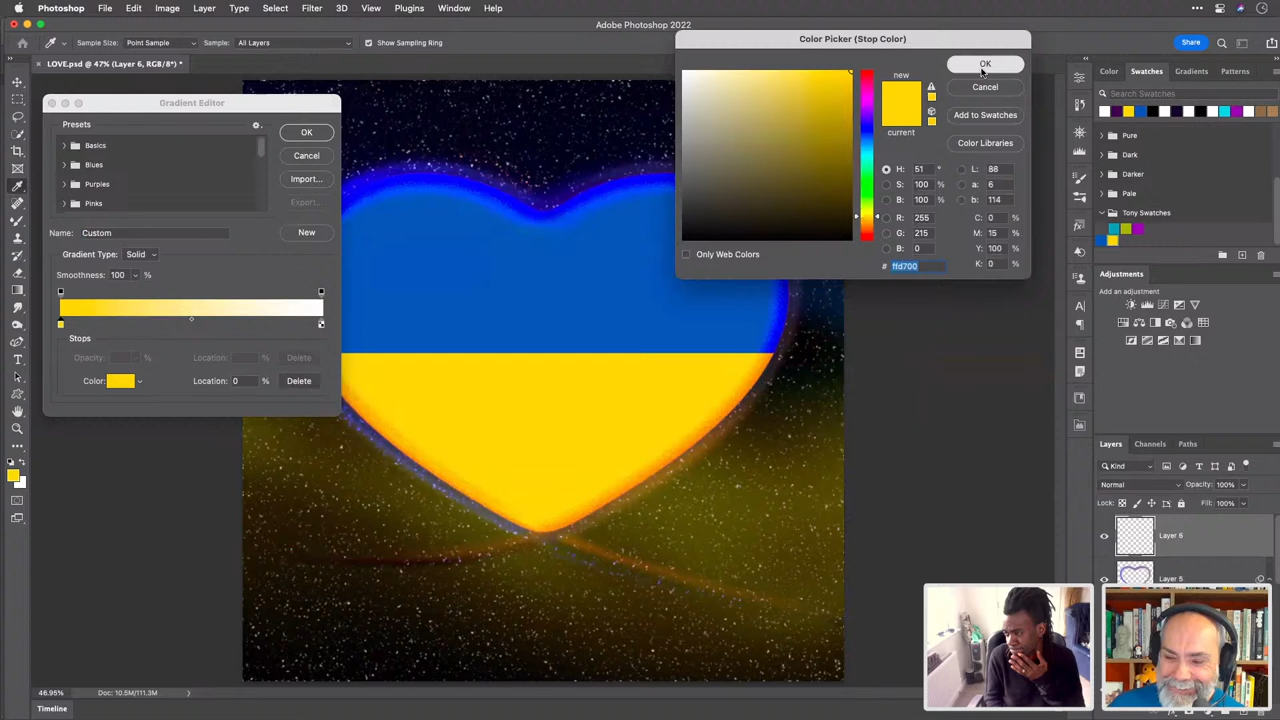 Photoshop File Edit Image Layer Type Select Filter 3D View Plugins Window Help
Adobe Photoshop 2022
Sample Size: Point Sample Sample: All Layers Show Sampling Ring
Share
LOVE.psd @ 47% (Layer 6, RGB/8*) *
Gradient Editor
Presets
Basics
Blues
Purples
Pinks
OK
Cancel
Import...
Export...
Name: Custom
New
Gradient Type: Solid
Smoothness: 100 %
Stops
Opacity: % Location: % Delete
Color: Location: 0 % Delete
Color Picker (Stop Color)
new
current
OK
Cancel
Add to Swatches
Color Libraries
H: 51 °
S: 100 %
B: 100 %
R: 255
G: 215
B: 0
L: 88
a: 6
b: 114
C: 0 %
M: 15 %
Y: 100 %
K: 0 %
# ffd700
Only Web Colors
Color Swatches Gradients Patterns
Search Swatches
Pure
Dark
Darker
Pale
Tony Swatches
Adjustments
Add an adjustment
Layers Channels Paths
Kind
Normal Opacity: 100%
Lock: Fill: 100%
Layer 6
Layer 5
46.95% Doc: 10.5M/111.3M
Timeline